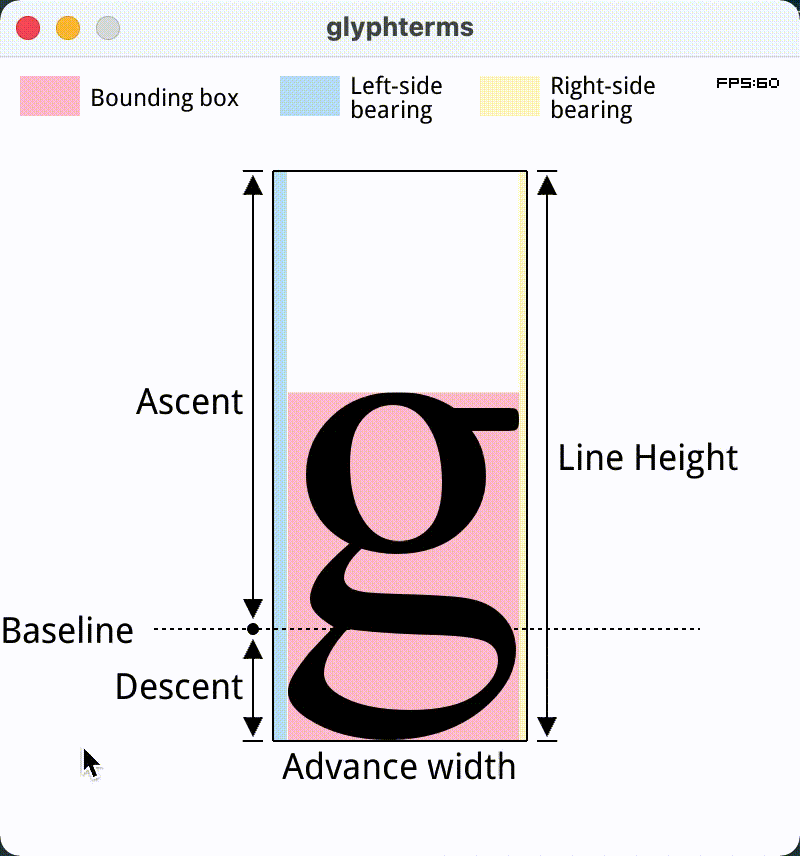 glyphterms
Bounding box
Left-side
bearing
Right-side
bearing
FPS:60
Ascent
g
Line Height
Baseline
Descent
Advance width